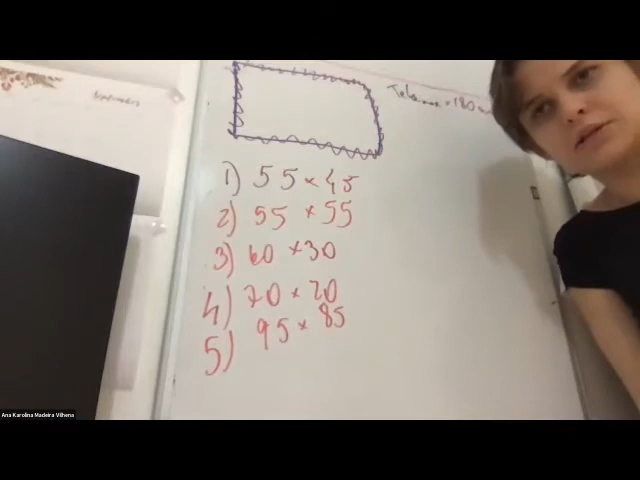 = 180
1) 55 × 45
2) 55 × 55
3) 60 × 30
4) 70 × 20
5) 95 × 85
Ana Karolina Madeira Vilhena